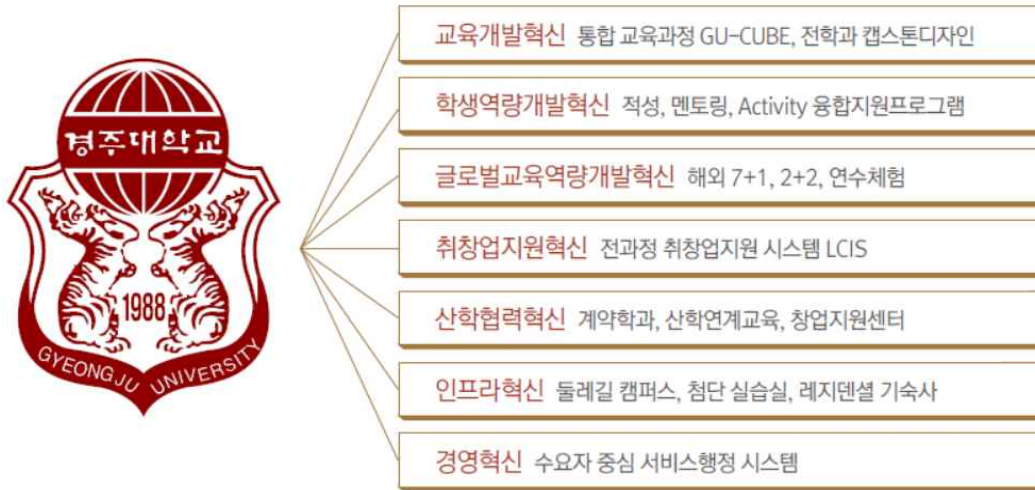 경주대학교
1988
GYEONGJU UNIVERSITY
교육개발혁신 통합 교육과정 GU-CUBE, 전학과 캡스톤디자인
학생역량개발혁신 적성, 멘토링, Activity 융합지원프로그램
글로벌교육역량개발혁신 해외 7+1, 2+2, 연수체험
취창업지원혁신 전과정 취창업지원 시스템 LCIS
산학협력혁신 계약학과, 산학연계교육, 창업지원센터
인프라혁신 둘레길 캠퍼스, 첨단 실습실, 레지덴셜 기숙사
경영혁신 수요자 중심 서비스행정 시스템